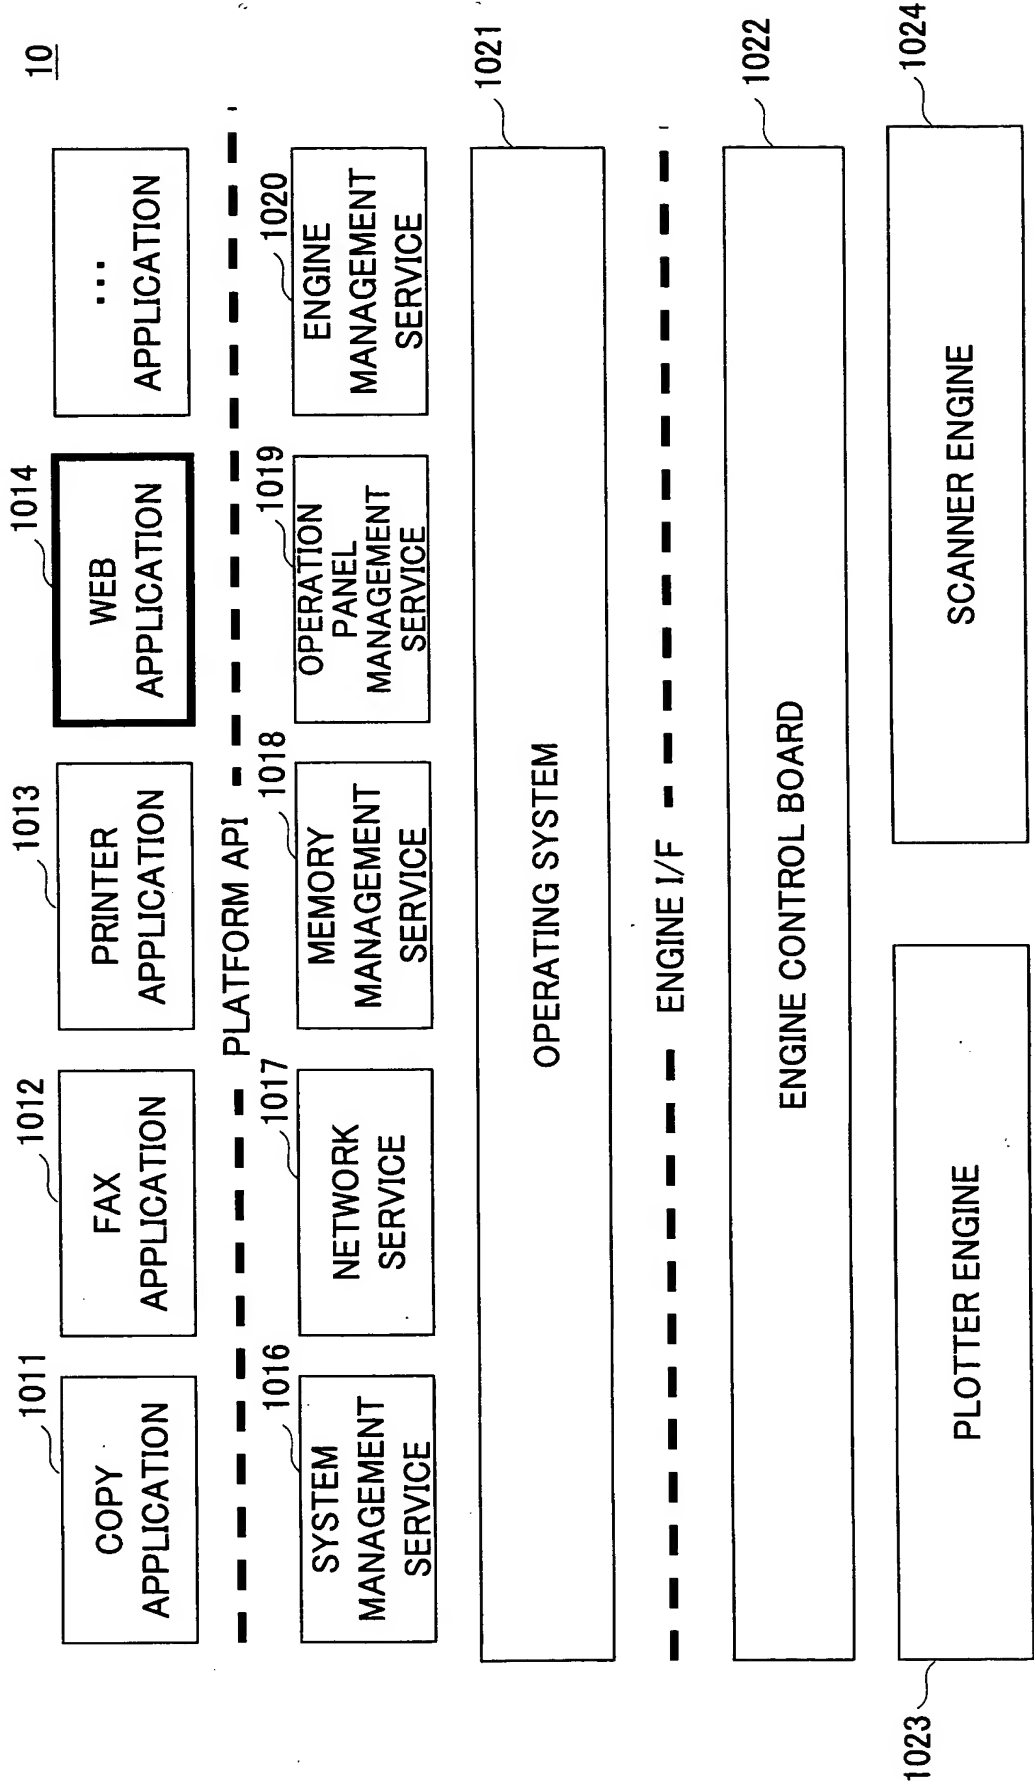 10
1011
COPY
APPLICATION
1012
FAX
APPLICATION
1013
PRINTER
APPLICATION
1014
WEB
APPLICATION
...
APPLICATION
PLATFORM API
1016
SYSTEM
MANAGEMENT
SERVICE
1017
NETWORK
SERVICE
1018
MEMORY
MANAGEMENT
SERVICE
1019
OPERATION
PANEL
MANAGEMENT
SERVICE
1020
ENGINE
MANAGEMENT
SERVICE
OPERATING SYSTEM
1021
ENGINE I/F
ENGINE CONTROL BOARD
1022
1023
PLOTTER ENGINE
SCANNER ENGINE
1024